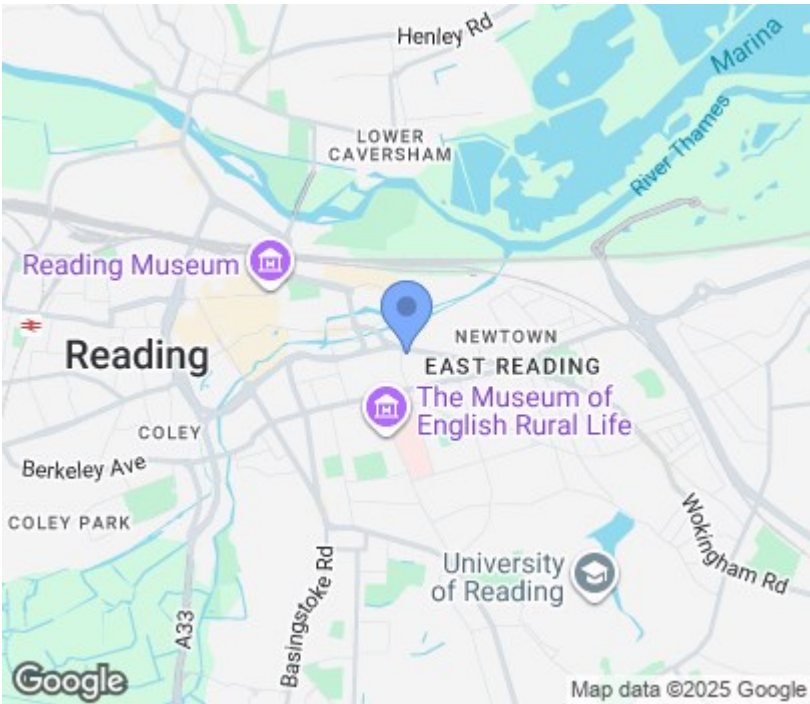 Henley Rd
Marina
LOWER
CAVERSHAM
River Thames
Reading Museum
Reading
NEWTOWN
EAST READING
The Museum of
English Rural Life
COLEY
Berkeley Ave
COLEY PARK
Wokingham Rd
University
of Reading
Basingstoke Rd
A33
Google
Map data ©2025 Google